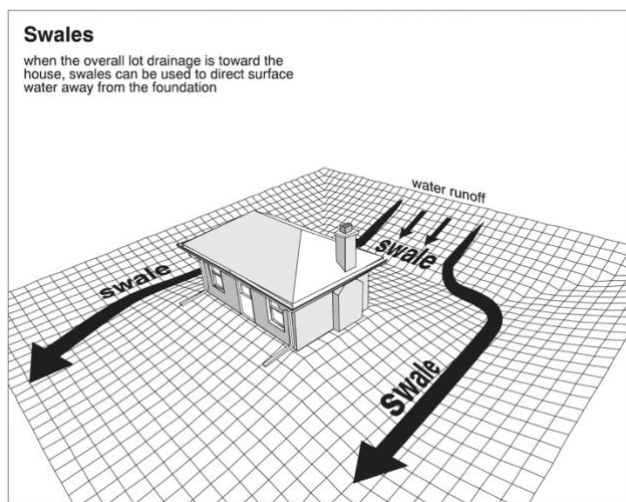 Swales
when the overall lot drainage is toward the
house, swales can be used to direct surface
water away from the foundation
water runoff
swale
swale
Swale